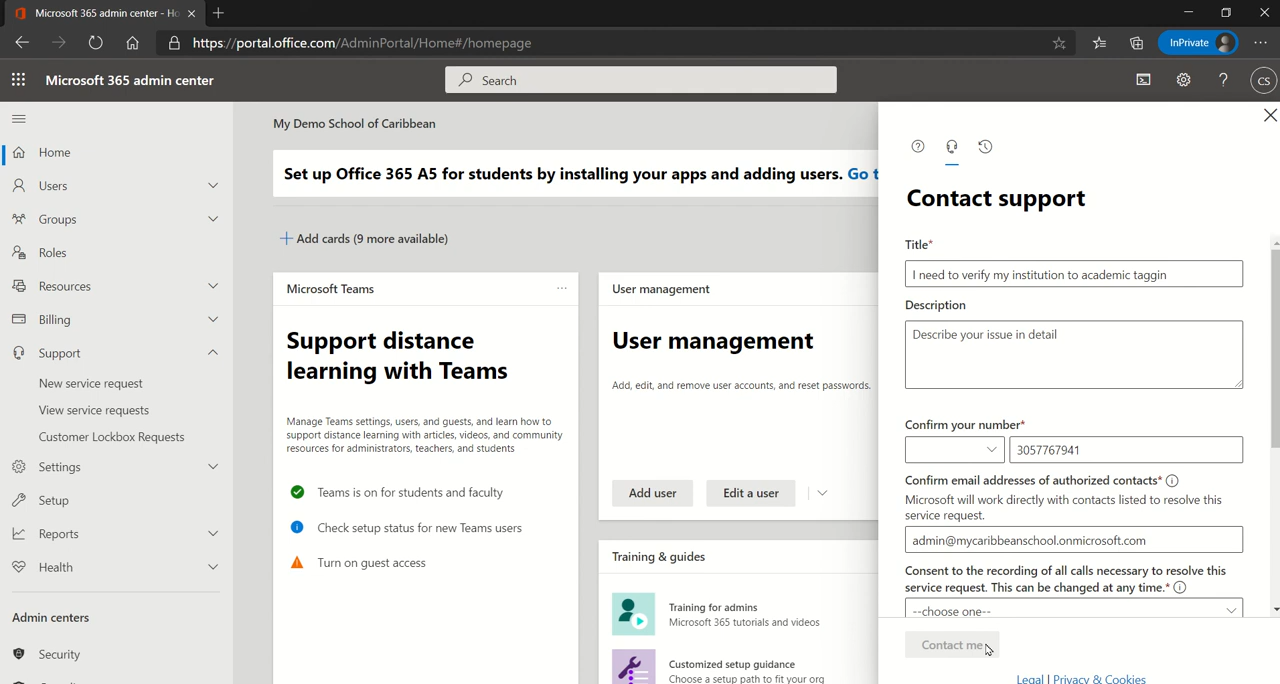 Microsoft 365 admin center - Ho
https://portal.office.com/AdminPortal/Home#/homepage
InPrivate
Microsoft 365 admin center
Search
CS
Home
Users
Groups
Roles
Resources
Billing
Support
New service request
View service requests
Customer Lockbox Requests
Settings
Setup
Reports
Health
Admin centers
Security
My Demo School of Caribbean
Set up Office 365 A5 for students by installing your apps and adding users. Go t
Add cards (9 more available)
Microsoft Teams
Support distance
learning with Teams
Manage Teams settings, users, and guests, and learn how to
support distance learning with articles, videos, and community
resources for administrators, teachers, and students
Teams is on for students and faculty
Check setup status for new Teams users
Turn on guest access
User management
User management
Add, edit, and remove user accounts, and reset passwords.
Add user
Edit a user
Training & guides
Training for admins
Microsoft 365 tutorials and videos
Customized setup guidance
Choose a setup path to fit your org
Contact support
Title*
I need to verify my institution to academic taggin
Description
Describe your issue in detail
Confirm your number*
3057767941
Confirm email addresses of authorized contacts*
Microsoft will work directly with contacts listed to resolve this
service request.
admin@mycaribbeanschool.onmicrosoft.com
Consent to the recording of all calls necessary to resolve this
service request. This can be changed at any time.*
--choose one--
Contact me
Legal | Privacy & Cookies